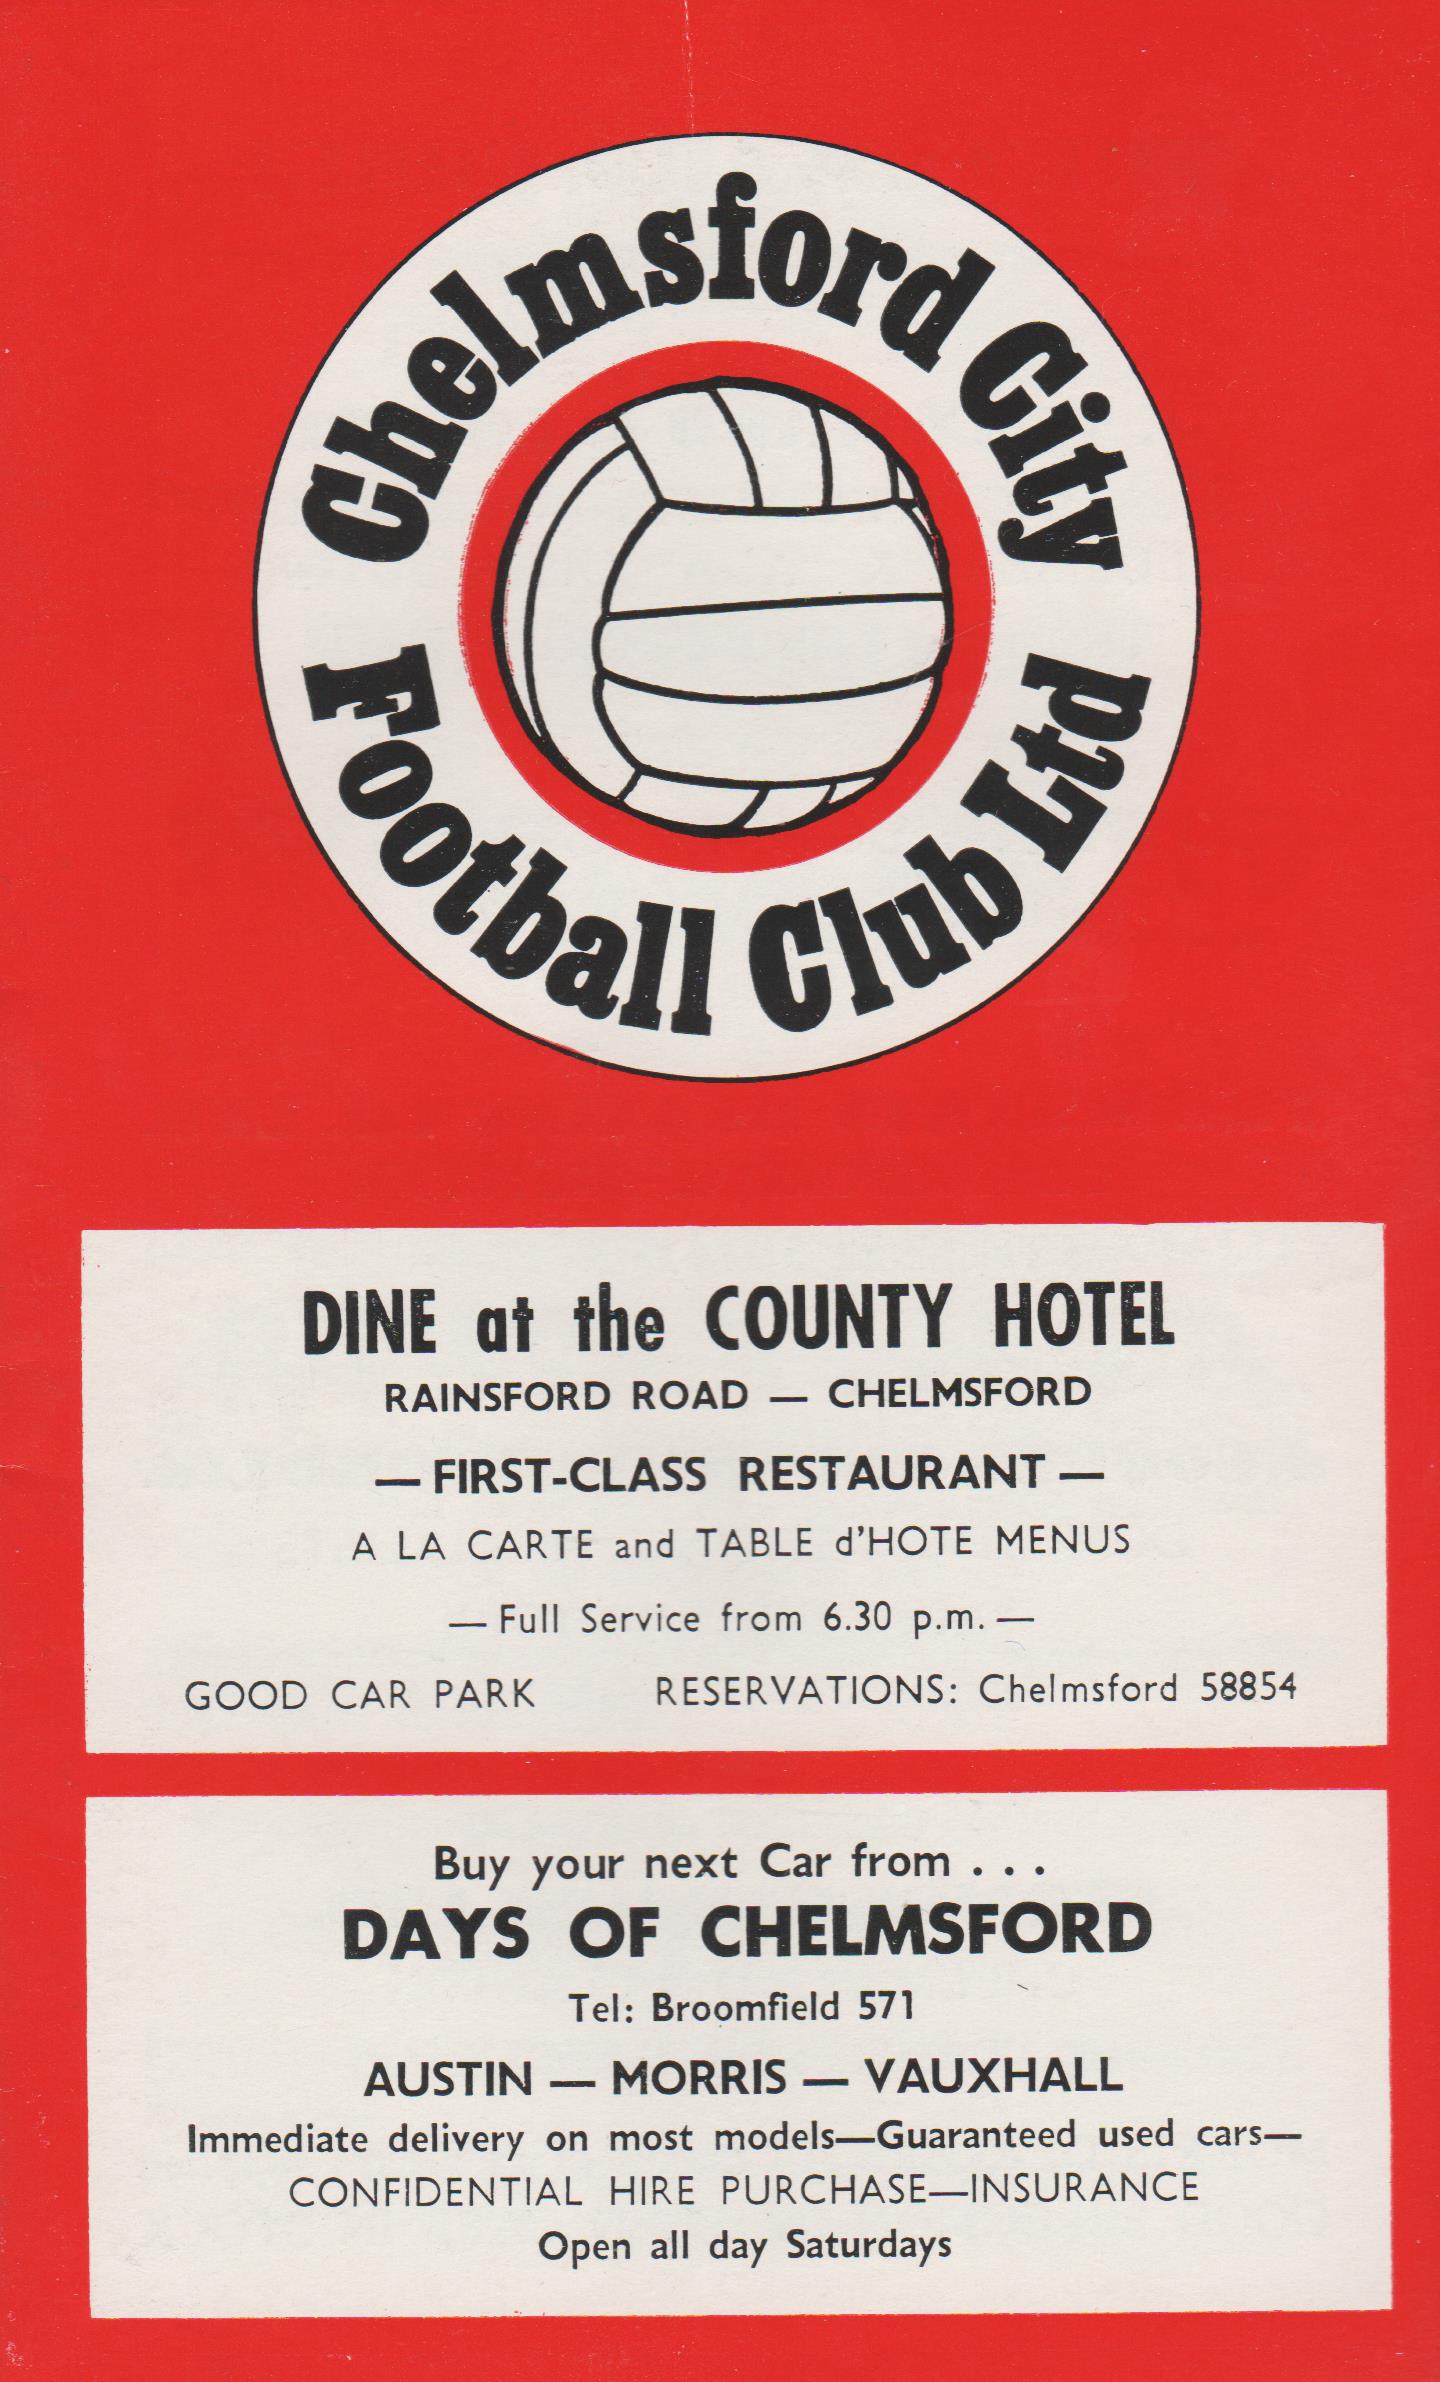 Chelmsford City
Football Club Ltd
DINE at the COUNTY HOTEL
RAINSFORD ROAD — CHELMSFORD
— FIRST-CLASS RESTAURANT —
A LA CARTE and TABLE d'HOTE MENUS
— Full Service from 6.30 p.m. —
GOOD CAR PARK RESERVATIONS: Chelmsford 58854
Buy your next Car from . . .
DAYS OF CHELMSFORD
Tel: Broomfield 571
AUSTIN — MORRIS — VAUXHALL
Immediate delivery on most models—Guaranteed used cars—
CONFIDENTIAL HIRE PURCHASE—INSURANCE
Open all day Saturdays